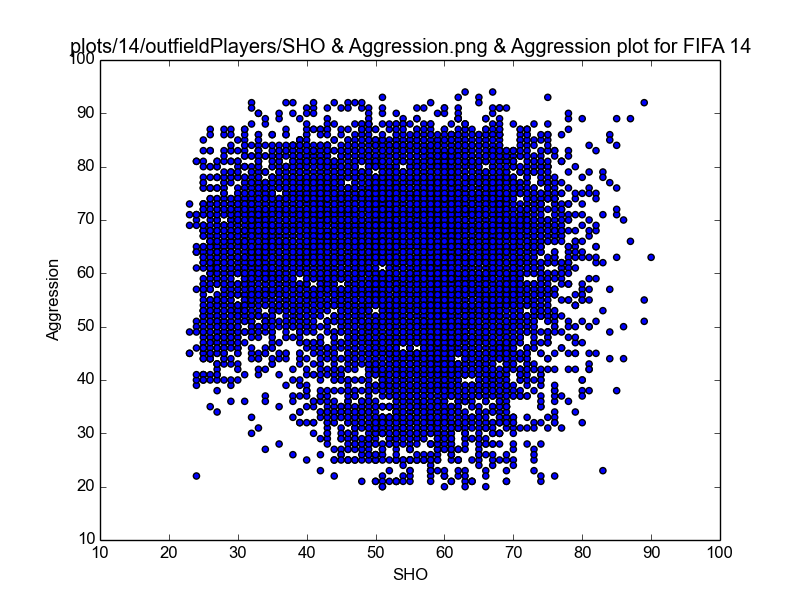 plots/14/outfieldPlayers/SHO & Aggression.png & Aggression plot for FIFA 14
100
90
80
70
60
50
40
30
20
10
Aggression
10 20 30 40 50 60 70 80 90 100
SHO